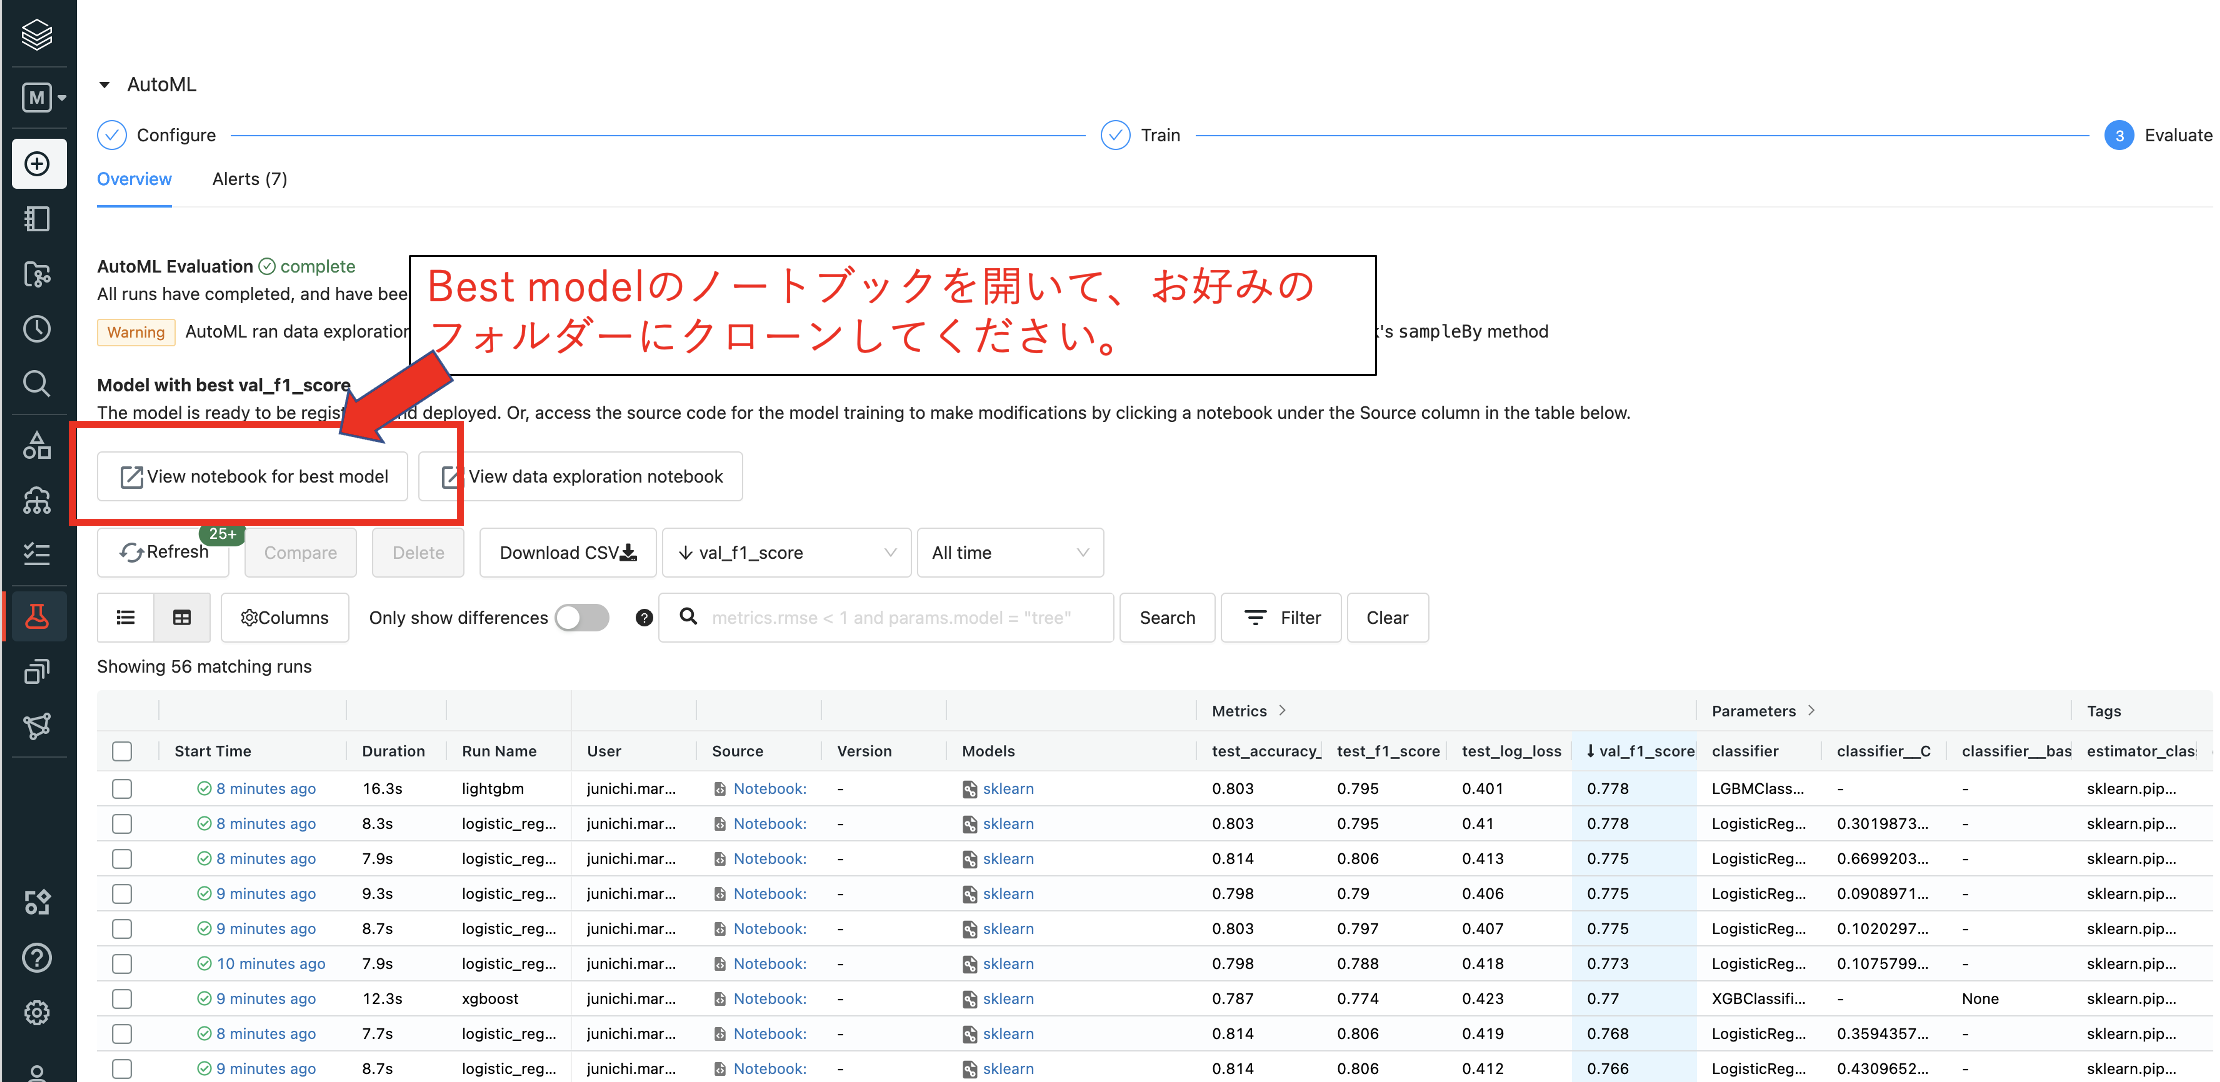 M
AutoML
Configure
Train
3 Evaluate
Overview
Alerts (7)
AutoML Evaluation complete
All runs have completed, and have bee
Warning AutoML ran data exploration 's sampleBy method
Best modelのノートブックを開いて、お好みの
フォルダーにクローンしてください。
Model with best val_f1_score
The model is ready to be regis nd deployed. Or, access the source code for the model training to make modifications by clicking a notebook under the Source column in the table below.
View notebook for best model
View data exploration notebook
25+
Refresh Compare Delete Download CSV val_f1_score All time
Columns Only show differences ? metrics.rmse < 1 and params.model = "tree" Search Filter Clear
Showing 56 matching runs
Metrics Parameters Tags
Start Time Duration Run Name User Source Version Models test_accuracy_ test_f1_score test_log_loss ↓ val_f1_score classifier classifier__C classifier__bas estimator_clas
8 minutes ago 16.3s lightgbm junichi.mar... Notebook: - sklearn 0.803 0.795 0.401 0.778 LGBMClass... - - sklearn.pip...
8 minutes ago 8.3s logistic_reg... junichi.mar... Notebook: - sklearn 0.803 0.795 0.41 0.778 LogisticReg... 0.3019873... - sklearn.pip...
8 minutes ago 7.9s logistic_reg... junichi.mar... Notebook: - sklearn 0.814 0.806 0.413 0.775 LogisticReg... 0.6699203... - sklearn.pip...
9 minutes ago 9.3s logistic_reg... junichi.mar... Notebook: - sklearn 0.798 0.79 0.406 0.775 LogisticReg... 0.0908971... - sklearn.pip...
9 minutes ago 8.7s logistic_reg... junichi.mar... Notebook: - sklearn 0.803 0.797 0.407 0.775 LogisticReg... 0.1020297... - sklearn.pip...
10 minutes ago 7.9s logistic_reg... junichi.mar... Notebook: - sklearn 0.798 0.788 0.418 0.773 LogisticReg... 0.1075799... - sklearn.pip...
9 minutes ago 12.3s xgboost junichi.mar... Notebook: - sklearn 0.787 0.774 0.423 0.77 XGBClassifi... - None sklearn.pip...
8 minutes ago 7.7s logistic_reg... junichi.mar... Notebook: - sklearn 0.814 0.806 0.419 0.768 LogisticReg... 0.3594357... - sklearn.pip...
9 minutes ago 8.7s logistic_reg... junichi.mar... Notebook: - sklearn 0.814 0.806 0.412 0.766 LogisticReg... 0.4309652... - sklearn.pip...